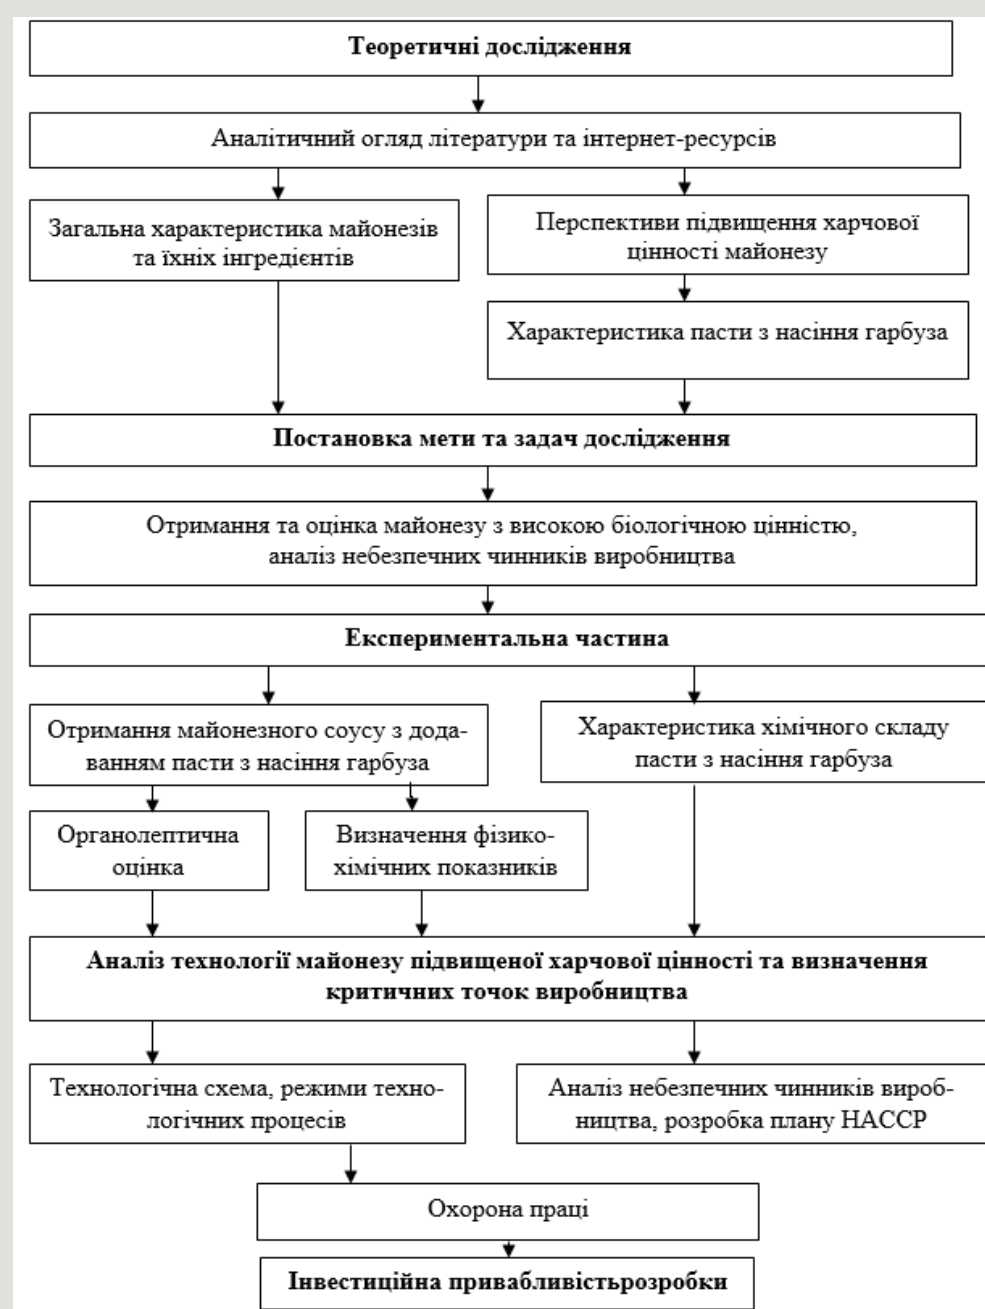 Теоретичні дослідження
Аналітичний огляд літератури та інтернет-ресурсів
Загальна характеристика майонезів
та їхніх інгредієнтів
Перспективи підвищення харчової
цінності майонезу
Характеристика пасти з насіння гарбуза
Постановка мети та задач дослідження
Отримання та оцінка майонезу з високою біологічною цінністю,
аналіз небезпечних чинників виробництва
Експериментальна частина
Отримання майонезного соусу з дода-
ванням пасти з насіння гарбуза
Характеристика хімічного складу
пасти з насіння гарбуза
Органолептична
оцінка
Визначення фізико-
хімічних показників
Аналіз технології майонезу підвищеної харчової цінності та визначення
критичних точок виробництва
Технологічна схема, режими техно-
логічних процесів
Аналіз небезпечних чинників вироб-
ництва, розробка плану НАССР
Охорона праці
Інвестиційна привабливістьрозробки